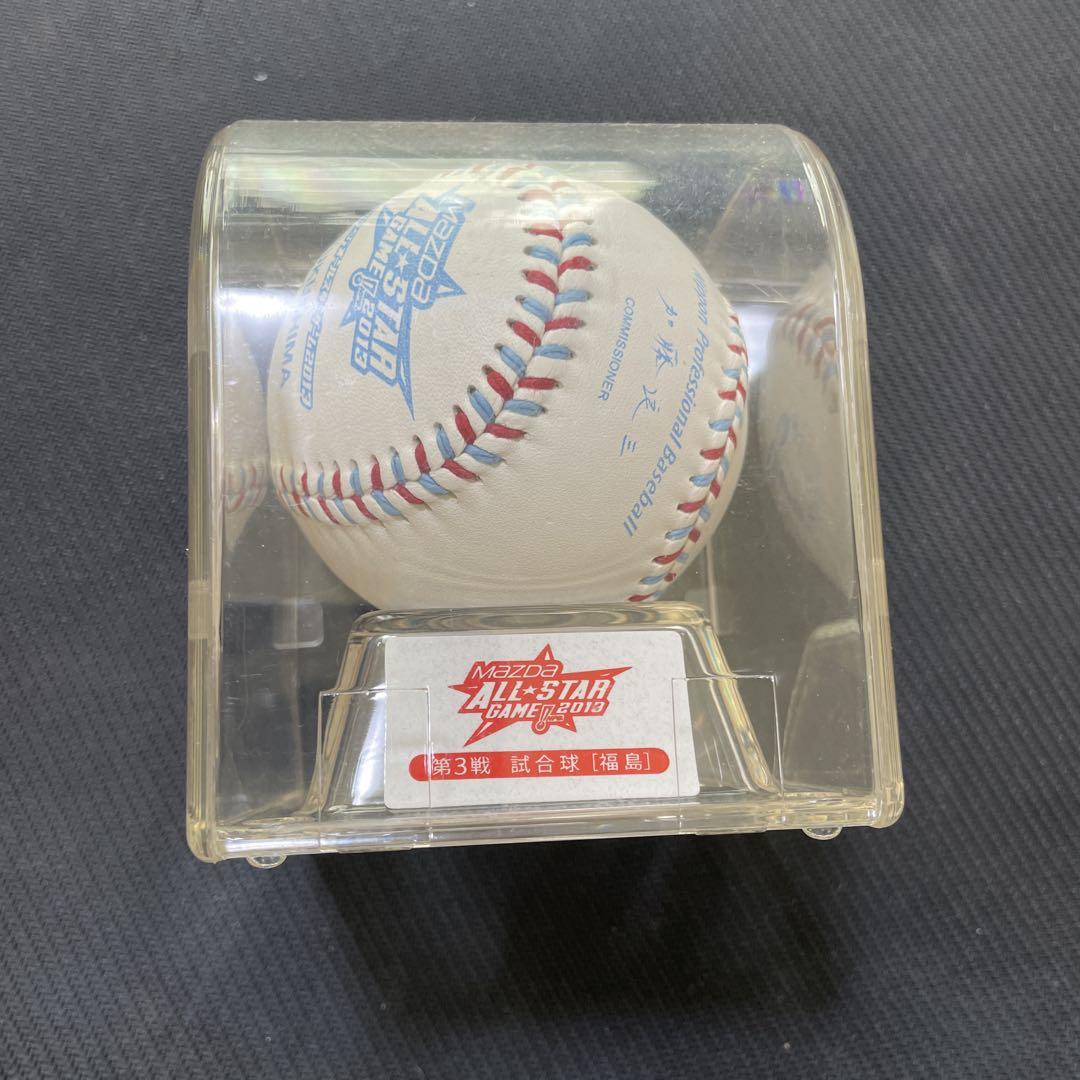 Mazda
ALL★STAR
GAME 2013
Nippon Professional Baseball
加藤良三
COMMISSIONER
Mazda
ALL★STAR
GAME 2013
第3戦 試合球 [福島]